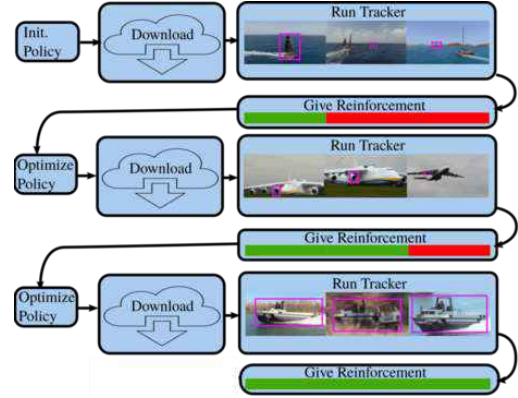 Init.
Policy
Download
Run Tracker
Give Reinforcement
Optimize
Policy
Download
Run Tracker
Give Reinforcement
Optimize
Policy
Download
Run Tracker
Give Reinforcement